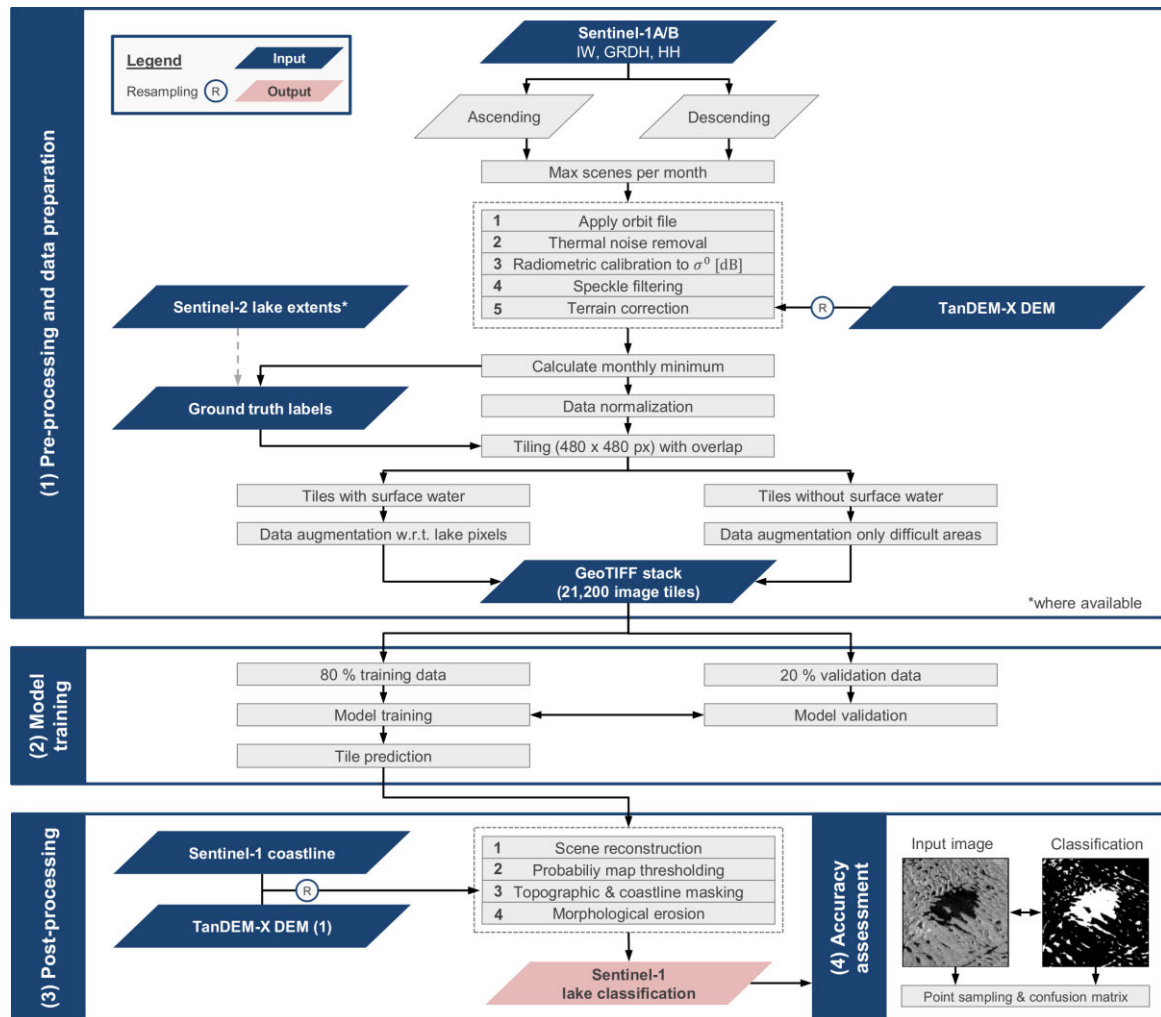 (1) Pre-processing and data preparation
Legend
Input
Resampling R
Output
Sentinel-1A/B
IW, GRDH, HH
Ascending
Descending
Max scenes per month
1 Apply orbit file
2 Thermal noise removal
3 Radiometric calibration to σ⁰ [dB]
4 Speckle filtering
5 Terrain correction
R
TanDEM-X DEM
Sentinel-2 lake extents*
Calculate monthly minimum
Ground truth labels
Data normalization
Tiling (480 x 480 px) with overlap
Tiles with surface water
Tiles without surface water
Data augmentation w.r.t. lake pixels
Data augmentation only difficult areas
GeoTIFF stack
(21,200 image tiles)
*where available
(2) Model
training
80 % training data
20 % validation data
Model training
Model validation
Tile prediction
(3) Post-processing
Sentinel-1 coastline
R
TanDEM-X DEM (1)
1 Scene reconstruction
2 Probabiliy map thresholding
3 Topographic & coastline masking
4 Morphological erosion
Sentinel-1
lake classification
(4) Accuracy
assessment
Input image
Classification
Point sampling & confusion matrix